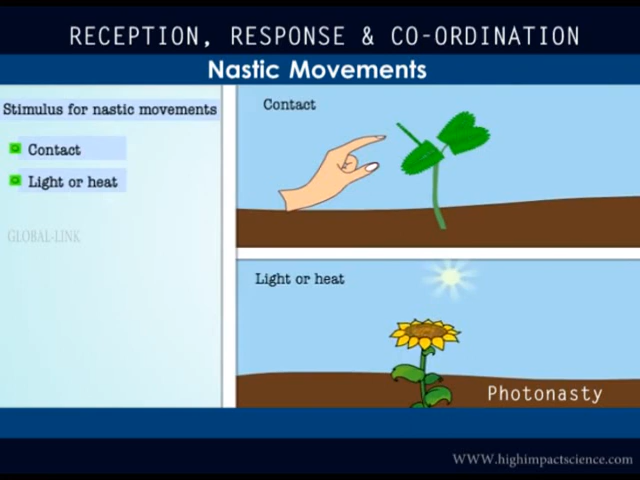 RECEPTION, RESPONSE & CO-ORDINATION
Nastic Movements
Stimulus for nastic movements
Contact
Light or heat
GLOBAL-LINK
Contact
Light or heat
Photonasty
WWW.highimpactscience.com